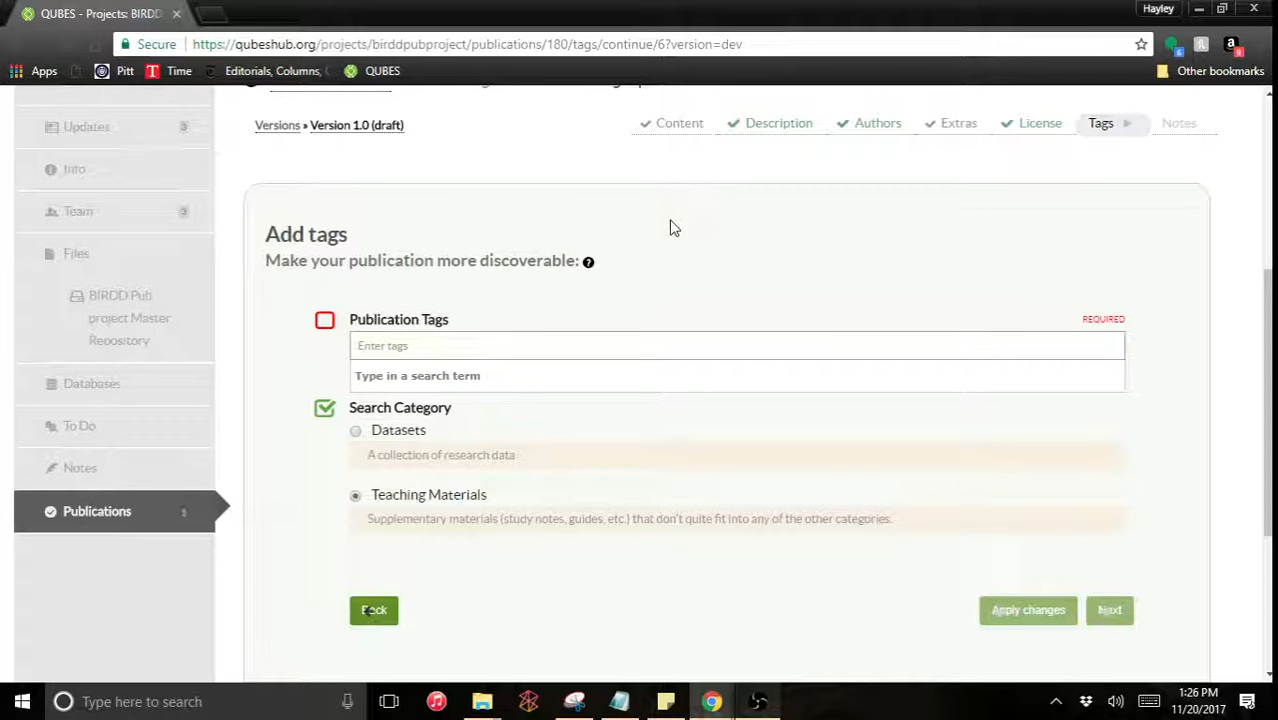 QUBES - Projects: BIRDD
Hayley
Secure https://qubeshub.org/projects/birddpubproject/publications/180/tags/continue/6?version=dev
6
9
Apps Pitt Time Editorials, Columns, QUBES Other bookmarks
Updates 3
Info
Team 3
Files
BIRDD Pub
project Master
Repository
Databases
To Do
Notes
Publications
Versions » Version 1.0 (draft)
Content Description Authors Extras License Tags Notes
Add tags
Make your publication more discoverable: ?
Publication Tags REQUIRED
Enter tags
Type in a search term
Search Category
Datasets
A collection of research data
Teaching Materials
Supplementary materials (study notes, guides, etc.) that don't quite fit into any of the other categories.
Back Apply changes Next
Type here to search
1:26 PM
11/20/2017